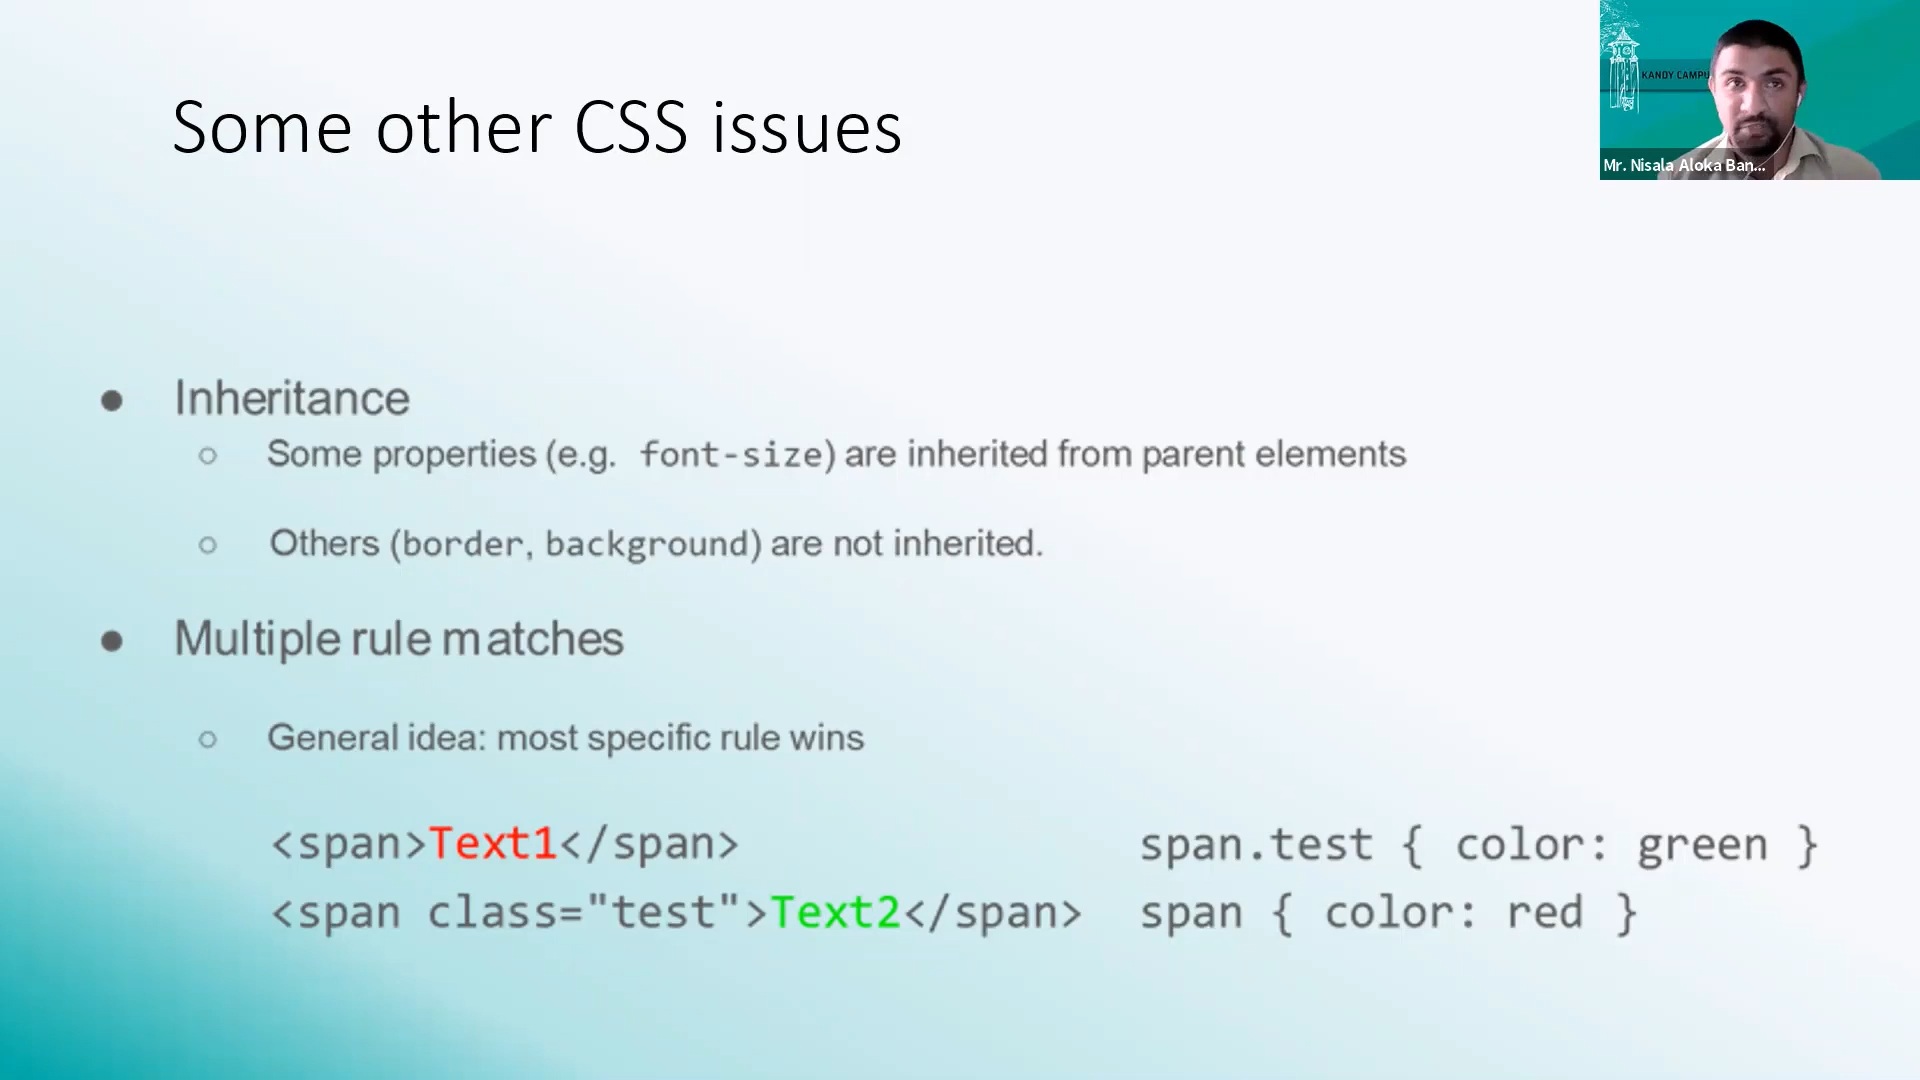 Some other CSS issues
KANDY CAMPU
Mr. Nisala Aloka Ban...
● Inheritance
○ Some properties (e.g. font-size) are inherited from parent elements
○ Others (border, background) are not inherited.
● Multiple rule matches
○ General idea: most specific rule wins
<span>Text1</span> span.test { color: green }
<span class="test">Text2</span> span { color: red }